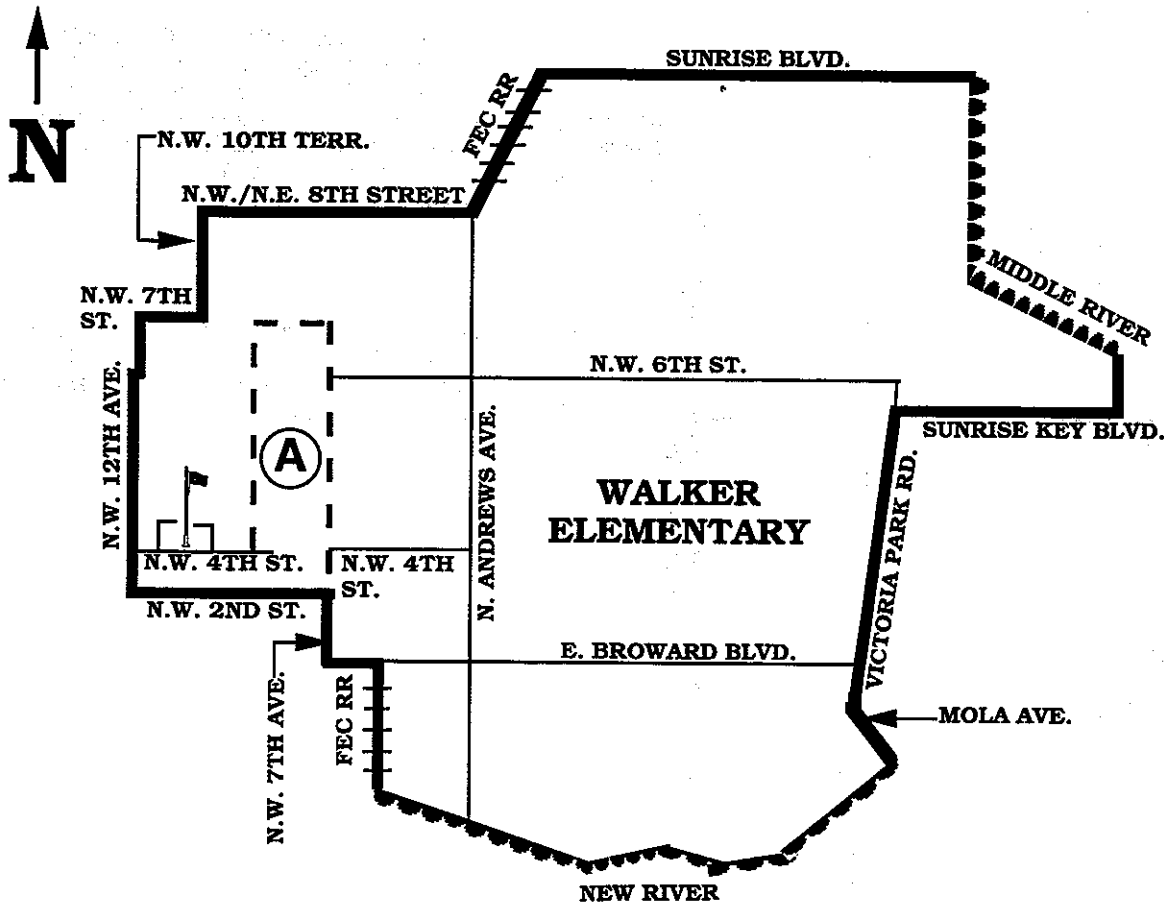 SUNRISE BLVD.
FEC RR
N
N.W. 10TH TERR.
N.W./N.E. 8TH STREET
MIDDLE RIVER
N.W. 7TH
ST.
N.W. 6TH ST.
N.W. 12TH AVE.
N. ANDREWS AVE.
SUNRISE KEY BLVD.
A
WALKER
ELEMENTARY
VICTORIA PARK RD.
N.W. 4TH ST.
N.W. 4TH
ST.
N.W. 2ND ST.
E. BROWARD BLVD.
N.W. 7TH AVE.
FEC RR
MOLA AVE.
NEW RIVER